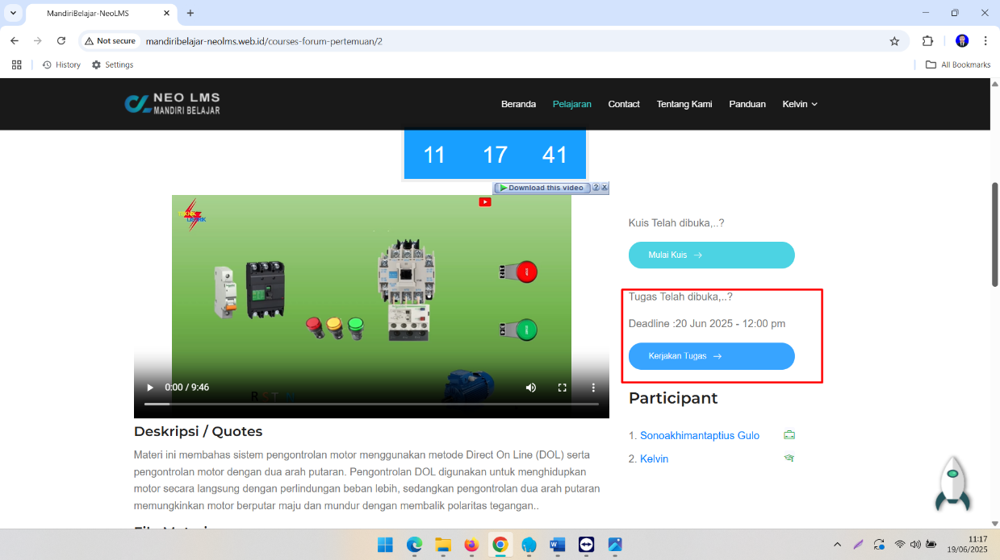 MandiriBelajar-NeoLMS
Not secure
mandiribelajar-neolms.web.id/courses-forum-pertemuan/2
History
Settings
All Bookmarks
NEO LMS
MANDIRI BELAJAR
Beranda
Pelajaran
Contact
Tentang Kami
Panduan
Kelvin
11 17 41
Download this video ? X
Kuis Telah dibuka,..?
Mulai Kuis →
Tugas Telah dibuka,..?
Deadline :20 Jun 2025 - 12:00 pm
Kerjakan Tugas →
0:00 / 9:46
Participant
1. Sonoakhimantaptius Gulo
2. Kelvin
Deskripsi / Quotes
Materi ini membahas sistem pengontrolan motor menggunakan metode Direct On Line (DOL) serta
pengontrolan motor dengan dua arah putaran. Pengontrolan DOL digunakan untuk menghidupkan
motor secara langsung dengan perlindungan beban lebih, sedangkan pengontrolan dua arah putaran
memungkinkan motor berputar maju dan mundur dengan membalik polaritas tegangan..
11:17
19/06/2025